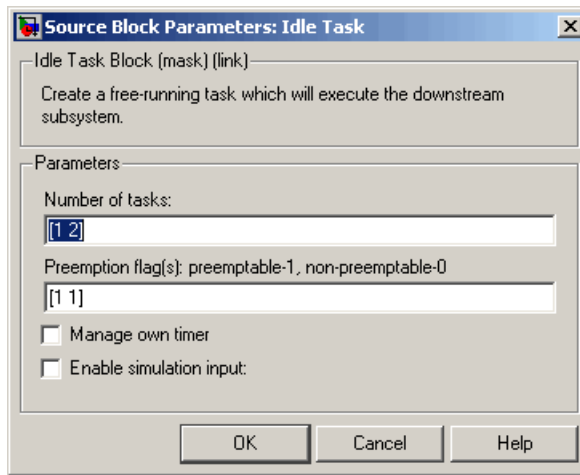 Source Block Parameters: Idle Task
Idle Task Block (mask) (link)
Create a free-running task which will execute the downstream
subsystem.
Parameters
Number of tasks:
[1 2]
Preemption flag(s): preemptable-1, non-preemptable-0
[1 1]
Manage own timer
Enable simulation input:
OK Cancel Help